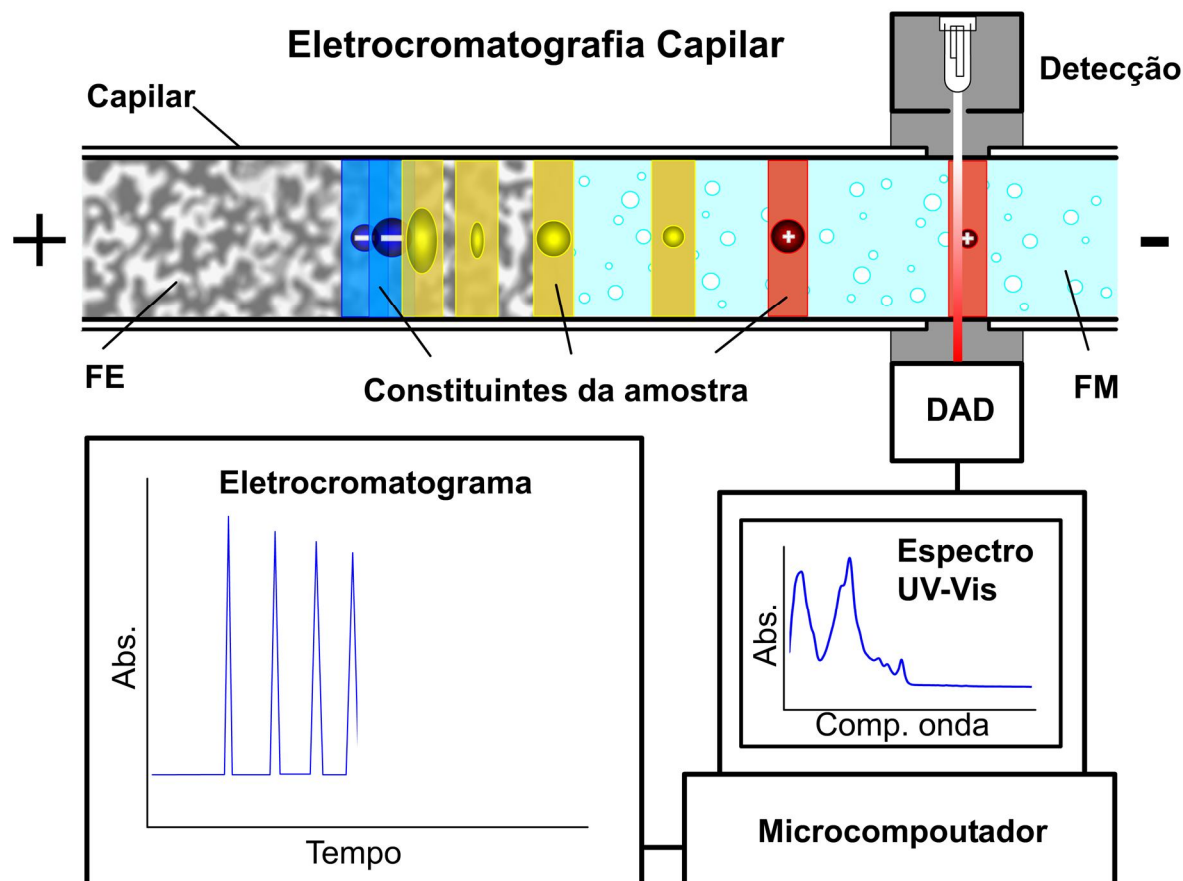 Eletrocromatografia Capilar
Detecção
Capilar
+
-
FE
Constituintes da amostra
FM
DAD
Eletrocromatograma
Abs.
Tempo
Espectro
UV-Vis
Abs.
Comp. onda
Microcompoutador